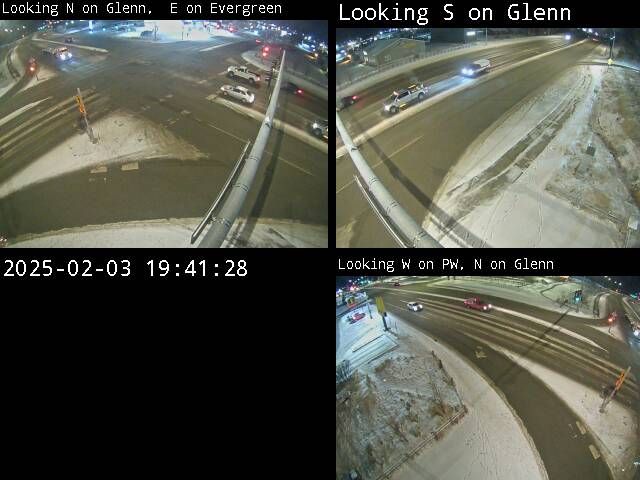 Looking N on Glenn,  E on Evergreen
Looking S on Glenn
2025-02-03 19:41:28
Looking W on PW, N on Glenn